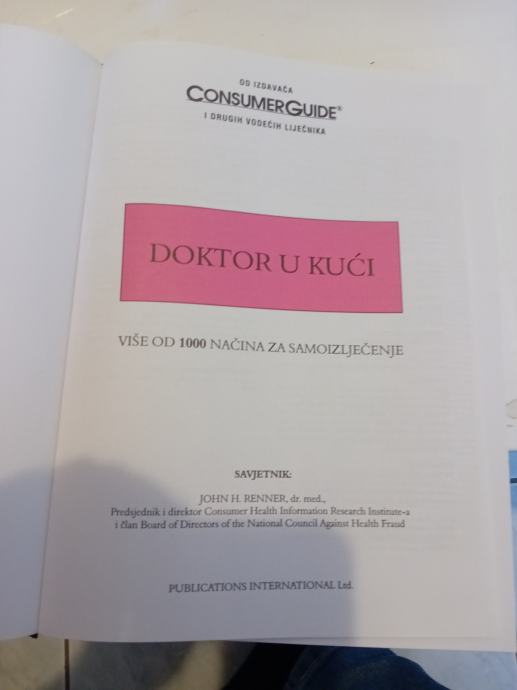 OD IZDAVAČA
CONSUMERGUIDE®
I DRUGIH VODEĆIH LIJEČNIKA
DOKTOR U KUĆI
VIŠE OD 1000 NAČINA ZA SAMOIZLJEČENJE
SAVJETNIK:
JOHN H. RENNER, dr. med.,
Predsjednik i direktor Consumer Health Information Research Institute-a
i član Board of Directors of the National Council Against Health Fraud
PUBLICATIONS INTERNATIONAL Ltd.